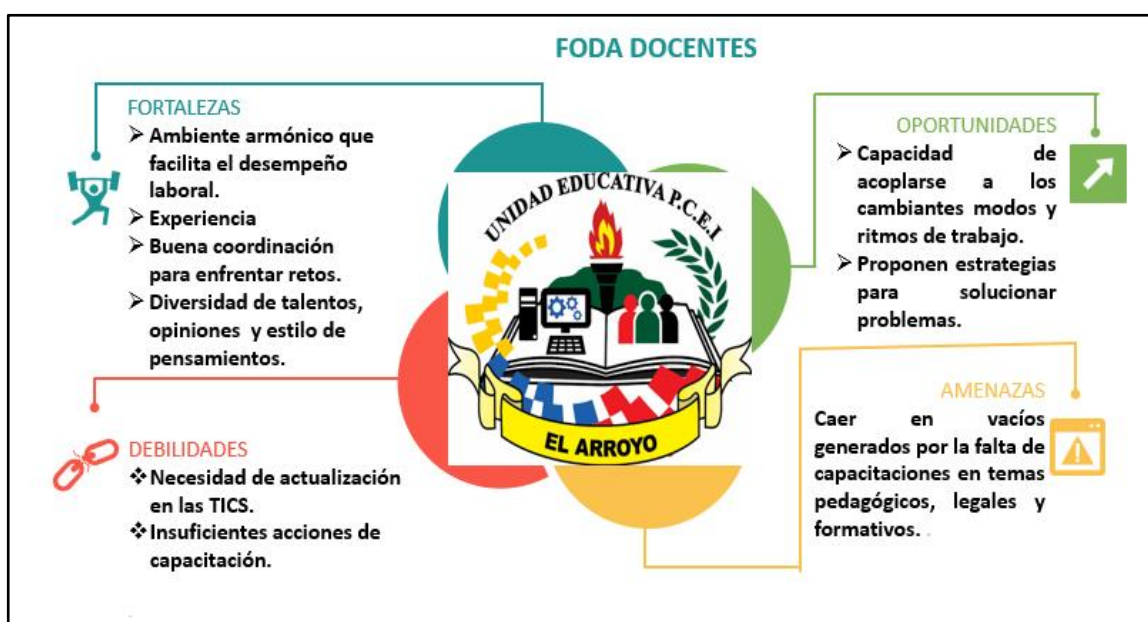 FODA DOCENTES
FORTALEZAS
➢ Ambiente armónico que
facilita el desempeño
laboral.
➢ Experiencia
➢ Buena coordinación
para enfrentar retos.
➢ Diversidad de talentos,
opiniones y estilo de
pensamientos.
DEBILIDADES
❖ Necesidad de actualización
en las TICS.
❖ Insuficientes acciones de
capacitación.
UNIDAD EDUCATIVA P.C.E.I
EL ARROYO
OPORTUNIDADES
➢ Capacidad de
acoplarse a los
cambiantes modos y
ritmos de trabajo.
➢ Proponen estrategias
para solucionar
problemas.
AMENAZAS
Caer en vacíos
generados por la falta de
capacitaciones en temas
pedagógicos, legales y
formativos. .